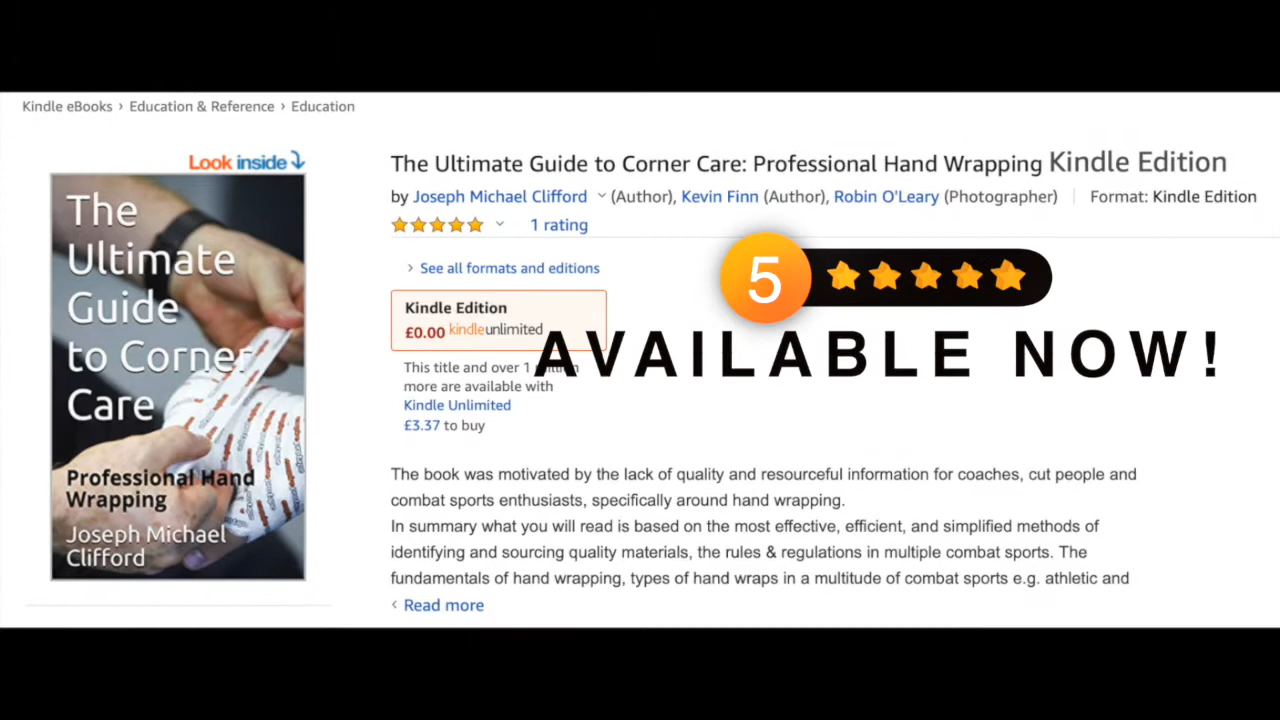 Kindle eBooks › Education & Reference › Education
Look inside
The
Ultimate
Guide
to Corner
Care
Professional Hand
Wrapping
Joseph Michael
Clifford
The Ultimate Guide to Corner Care: Professional Hand Wrapping Kindle Edition
by Joseph Michael Clifford (Author), Kevin Finn (Author), Robin O'Leary (Photographer) | Format: Kindle Edition
1 rating
› See all formats and editions
5
Kindle Edition
£0.00 kindleunlimited
AVAILABLE NOW!
This title and over 1
more are available with
Kindle Unlimited
£3.37 to buy
The book was motivated by the lack of quality and resourceful information for coaches, cut people and
combat sports enthusiasts, specifically around hand wrapping.
In summary what you will read is based on the most effective, efficient, and simplified methods of
identifying and sourcing quality materials, the rules & regulations in multiple combat sports. The
fundamentals of hand wrapping, types of hand wraps in a multitude of combat sports e.g. athletic and
‹ Read more